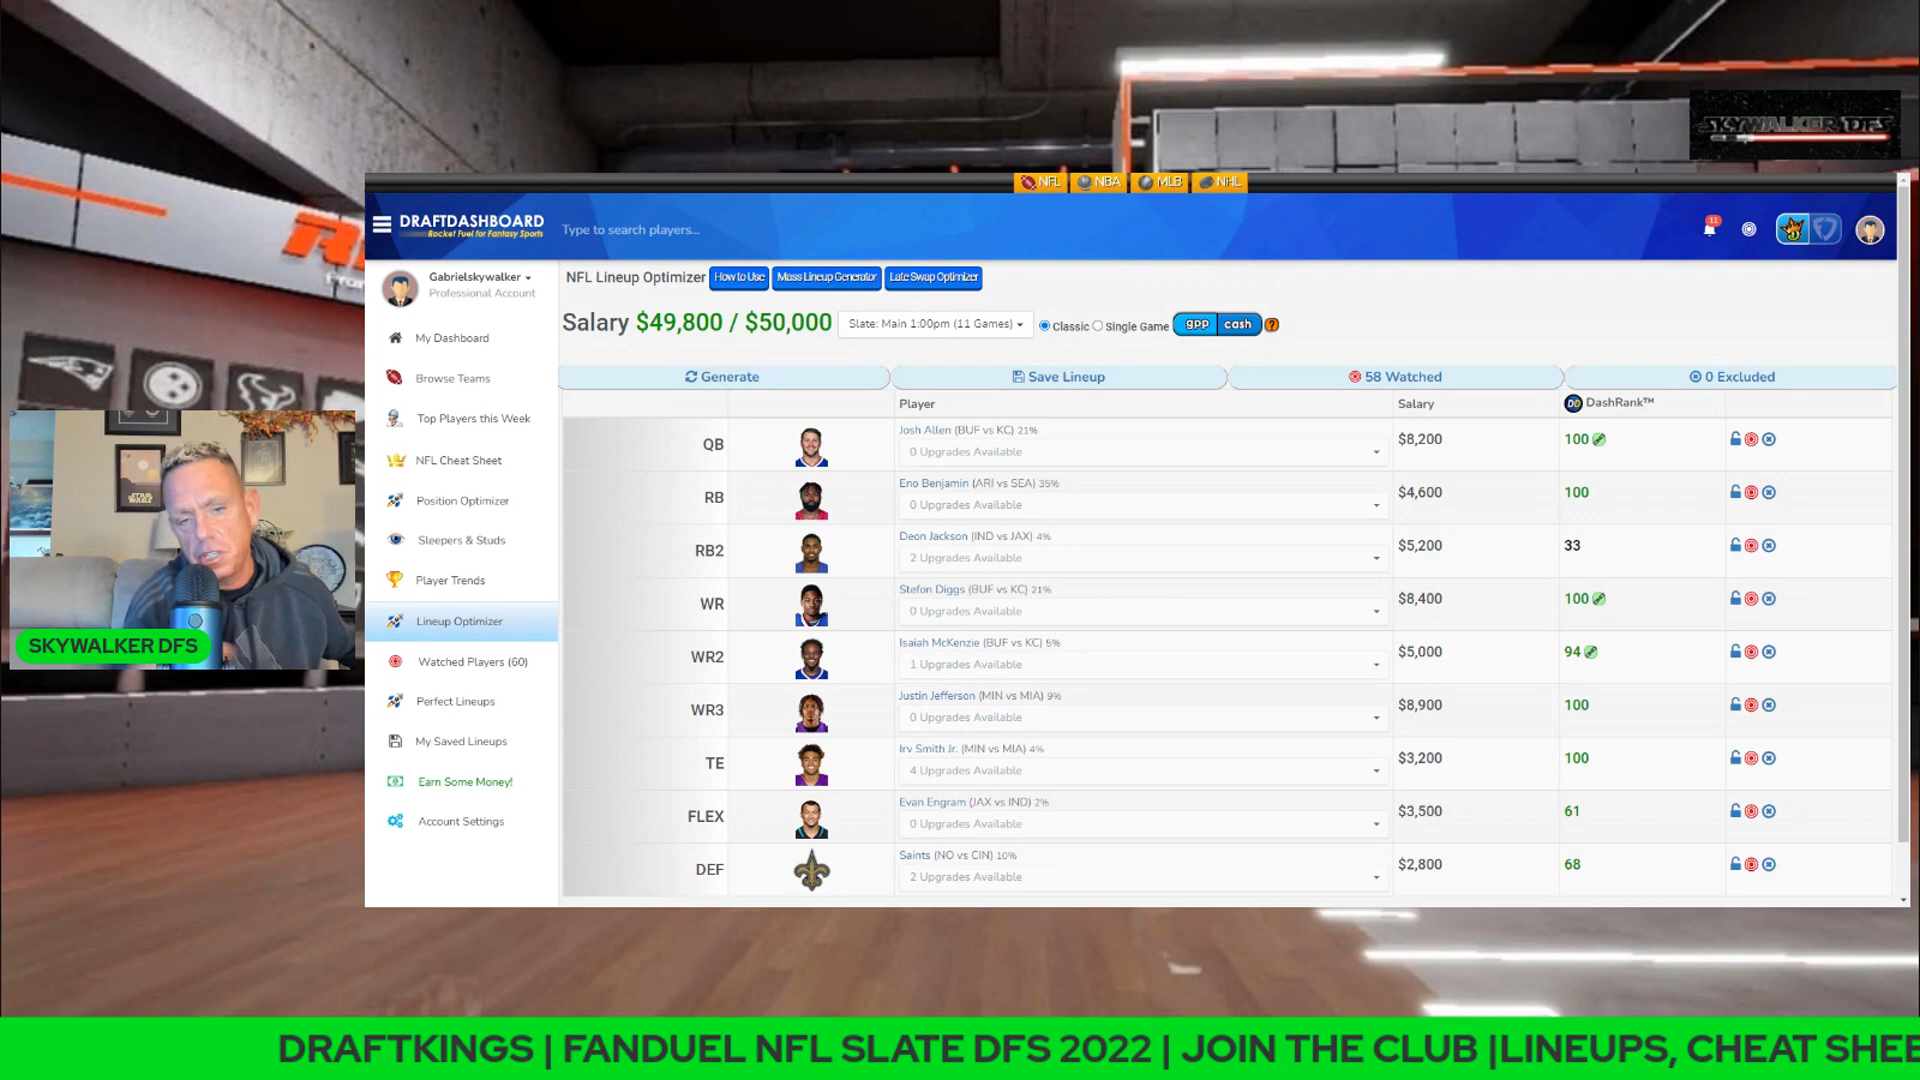 SKYWALKER DFS
NFL
NBA
MLB
NHL
DRAFTDASHBOARD
Rocket Fuel for Fantasy Sports
Type to search players...
11
Gabrielskywalker
Professional Account
My Dashboard
Browse Teams
Top Players this Week
NFL Cheat Sheet
Position Optimizer
Sleepers & Studs
Player Trends
Lineup Optimizer
Watched Players (60)
Perfect Lineups
My Saved Lineups
Earn Some Money!
Account Settings
NFL Lineup Optimizer How to Use Mass Lineup Generator Late Swap Optimizer
Salary $49,800 / $50,000 Slate: Main 1:00pm (11 Games) Classic Single Game gpp cash ?
Generate Save Lineup 58 Watched 0 Excluded
Player Salary DD DashRank™
QB Josh Allen (BUF vs KC) 21% $8,200 100
0 Upgrades Available
RB Eno Benjamin (ARI vs SEA) 35% $4,600 100
0 Upgrades Available
RB2 Deon Jackson (IND vs JAX) 4% $5,200 33
2 Upgrades Available
WR Stefon Diggs (BUF vs KC) 21% $8,400 100
0 Upgrades Available
WR2 Isaiah McKenzie (BUF vs KC) 5% $5,000 94
1 Upgrades Available
WR3 Justin Jefferson (MIN vs MIA) 9% $8,900 100
0 Upgrades Available
TE Irv Smith Jr. (MIN vs MIA) 4% $3,200 100
4 Upgrades Available
FLEX Evan Engram (JAX vs IND) 2% $3,500 61
0 Upgrades Available
DEF Saints (NO vs CIN) 10% $2,800 68
2 Upgrades Available
STAR WARS
SKYWALKER DFS
DRAFTKINGS | FANDUEL NFL SLATE DFS 2022 | JOIN THE CLUB |LINEUPS, CHEAT SHEE